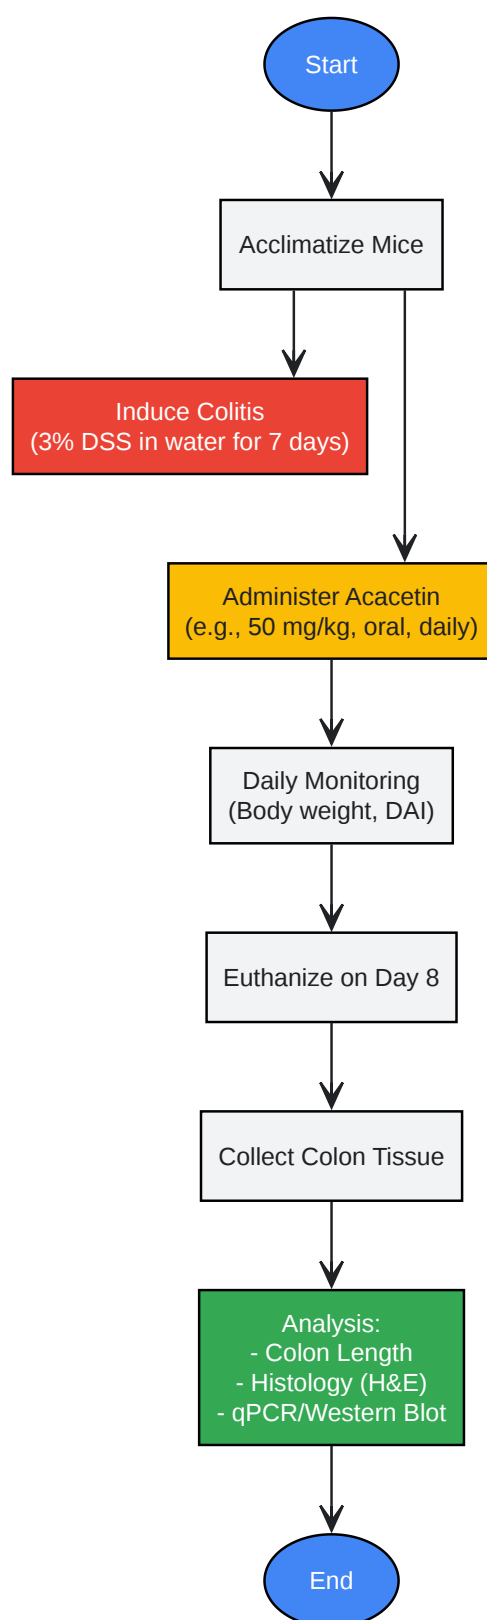 Start
Acclimatize Mice
Induce Colitis
(3% DSS in water for 7 days)
Administer Acacetin
(e.g., 50 mg/kg, oral, daily)
Daily Monitoring
(Body weight, DAI)
Euthanize on Day 8
Collect Colon Tissue
Analysis:
- Colon Length
- Histology (H&E)
- qPCR/Western Blot
End